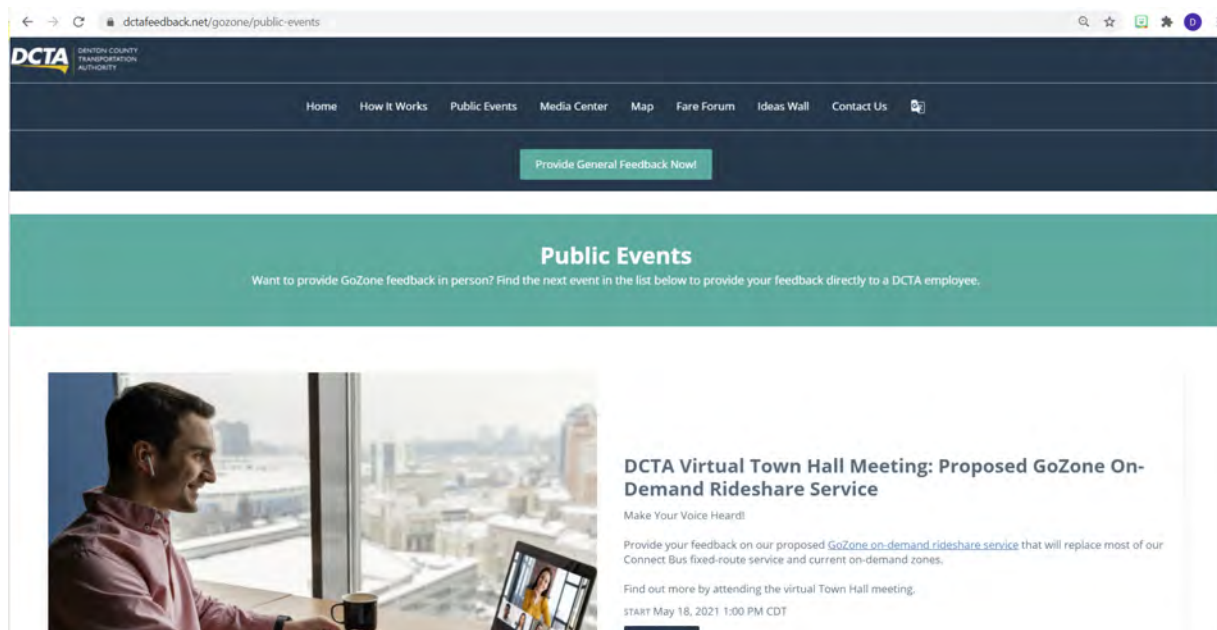 dctafeedback.net/gozone/public-events
D
DCTA
DENTON COUNTY
TRANSPORTATION
AUTHORITY
Home How It Works Public Events Media Center Map Fare Forum Ideas Wall Contact Us
Provide General Feedback Now!
Public Events
Want to provide GoZone feedback in person? Find the next event in the list below to provide your feedback directly to a DCTA employee.
DCTA Virtual Town Hall Meeting: Proposed GoZone On-
Demand Rideshare Service
Make Your Voice Heard!
Provide your feedback on our proposed GoZone on-demand rideshare service that will replace most of our
Connect Bus fixed-route service and current on-demand zones.
Find out more by attending the virtual Town Hall meeting.
START May 18, 2021 1:00 PM CDT